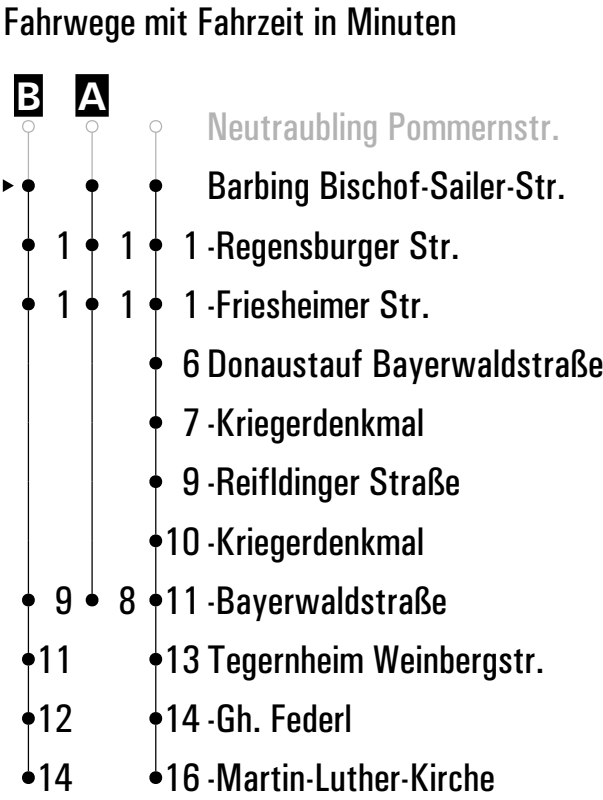 Fahrwege mit Fahrzeit in Minuten
B A
Neutraubling Pommernstr.
Barbing Bischof-Sailer-Str.
1 1 1 -Regensburger Str.
1 1 1 -Friesheimer Str.
6 Donaustauf Bayerwaldstraße
7 -Kriegerdenkmal
9 -Reifldinger Straße
10 -Kriegerdenkmal
9 8 11 -Bayerwaldstraße
11 13 Tegernheim Weinbergstr.
12 14 -Gh. Federl
14 16 -Martin-Luther-Kirche